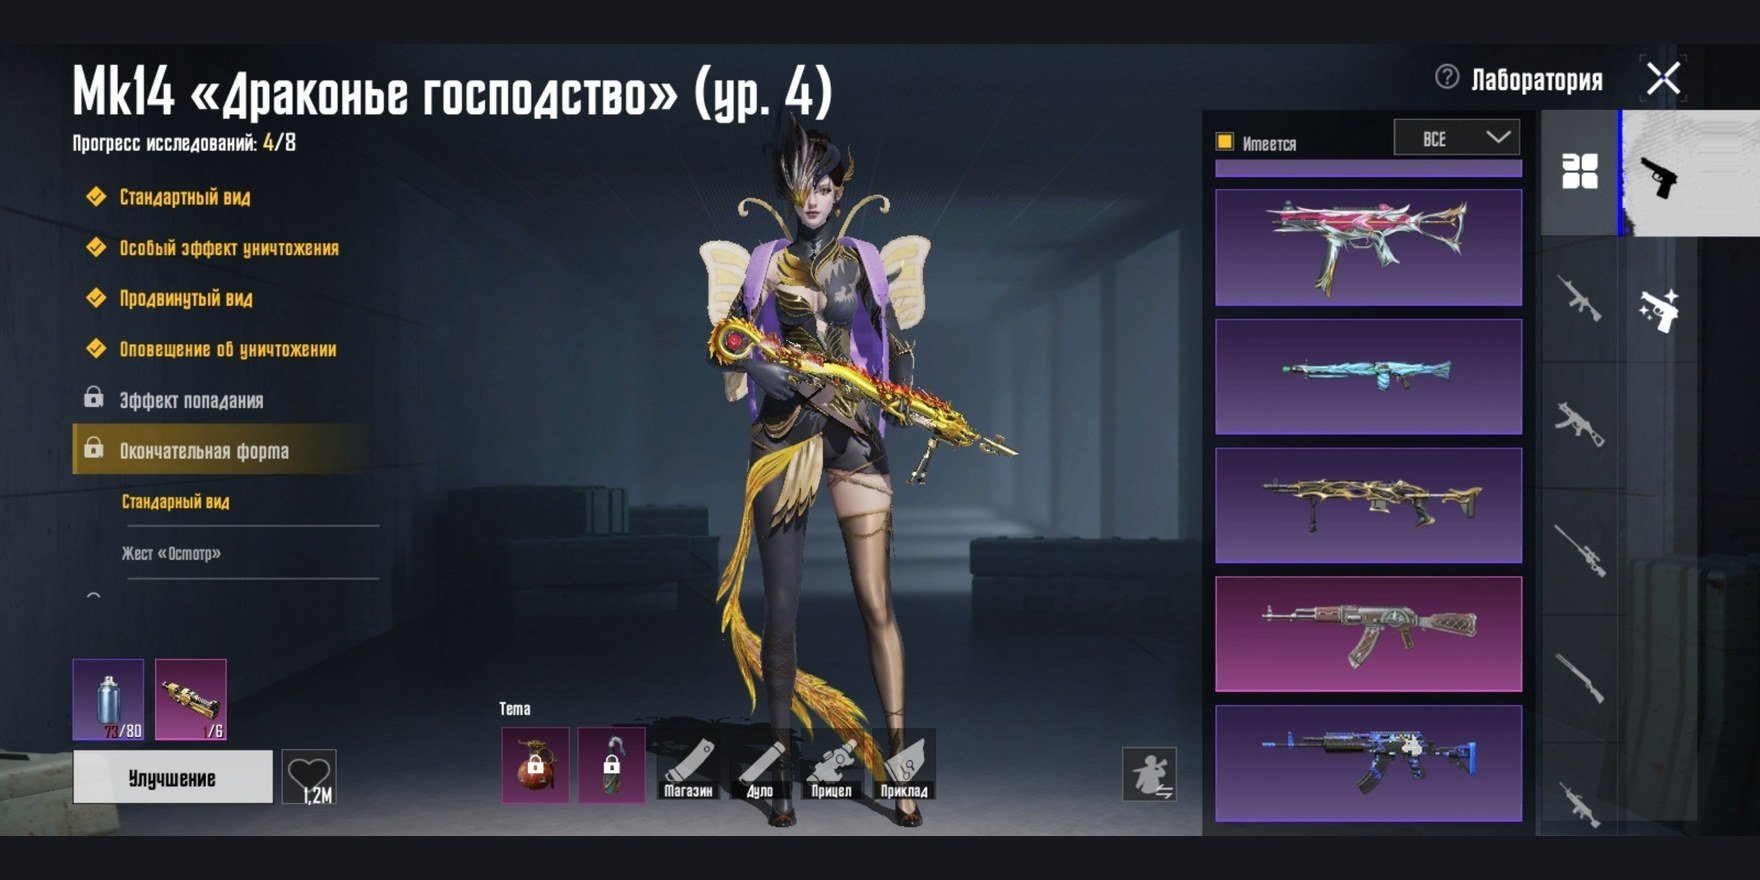 Mk14 «Драконье господство» (ур. 4)
Прогресс исследований: 4/8
Стандартный вид
Особый эффект уничтожения
Продвинутый вид
Оповещение об уничтожении
Эффект попадания
Окончательная форма
Стандарный вид
Жест «Осмотр»
73/80
1/6
Улучшение
1,2M
Тема
Магазин
Дуло
Прицел
Приклад
? Лаборатория
Имеется
ВСЕ